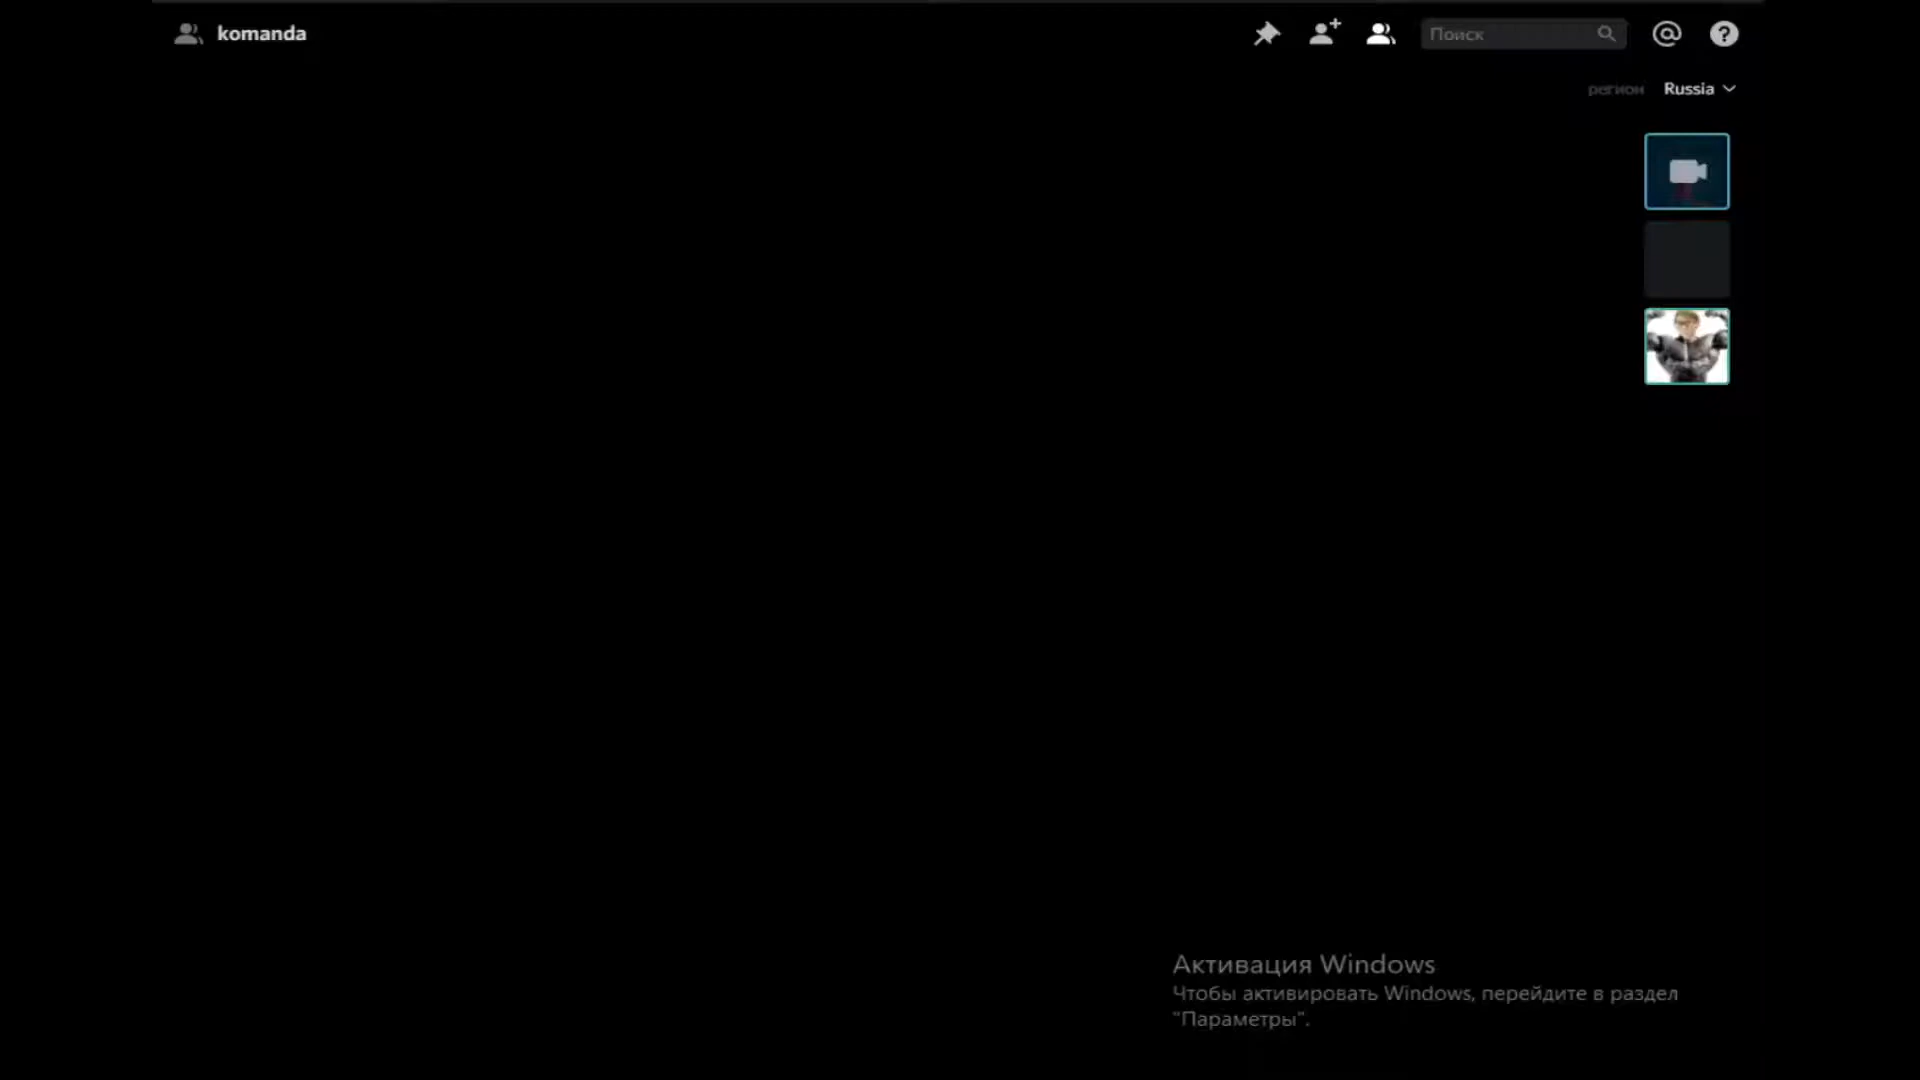 komanda
Поиск
регион Russia
Активация Windows
Чтобы активировать Windows, перейдите в раздел
"Параметры".